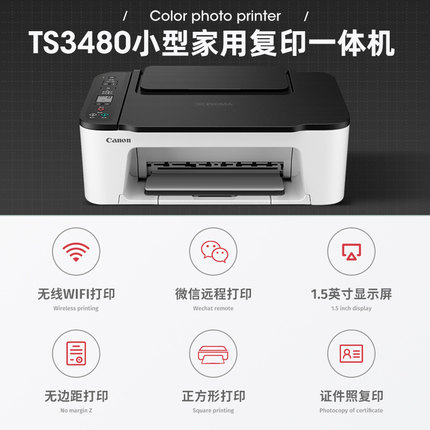 Color photo printer
TS3480小型家用复印一体机
Canon
无线WIFI打印
Wireless printing
微信远程打印
Wechat remote
1.5英寸显示屏
1.5 inch display
无边距打印
No margin Z
正方形打印
Square printing
证件照复印
Photocopy of certificate